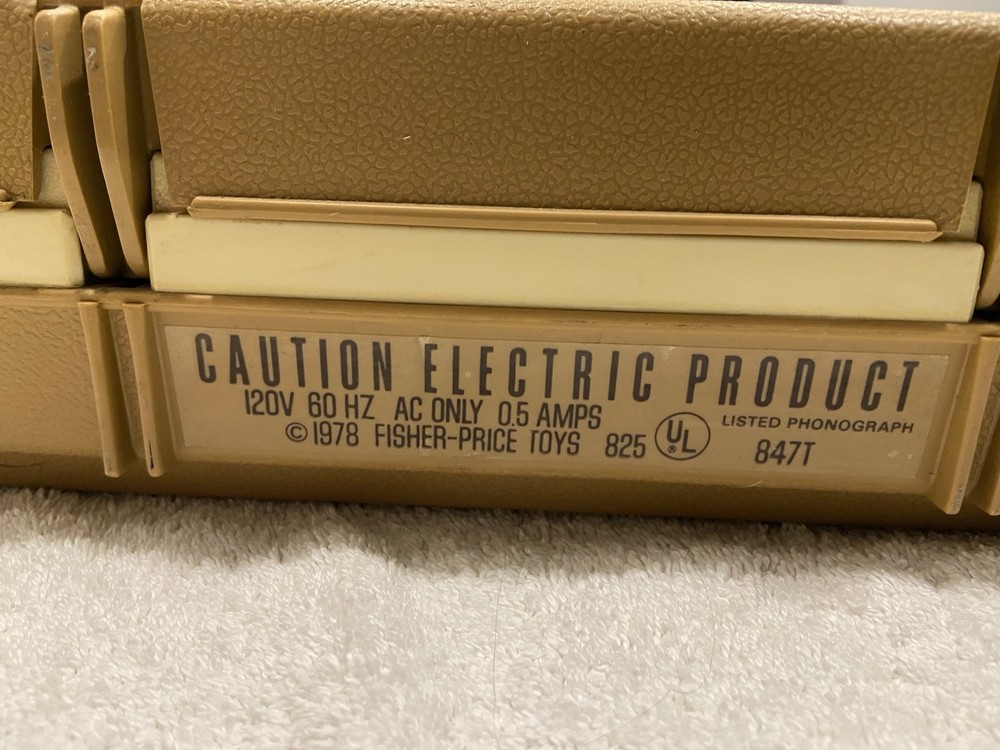 CAUTION ELECTRIC PRODUCT
120V 60 HZ AC ONLY 0.5 AMPS
© 1978 FISHER-PRICE TOYS 825
UL ®
LISTED PHONOGRAPH
847T